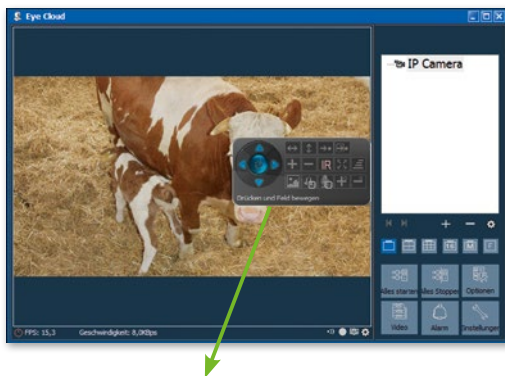 Eye Cloud
IP Camera
IR
Drücken und Feld bewegen
Alles starten
Alles Stoppen
Optionen
Video
Alarm
Einstellungen
FPS: 15,3
Geschwindigkeit: 8,0KBps